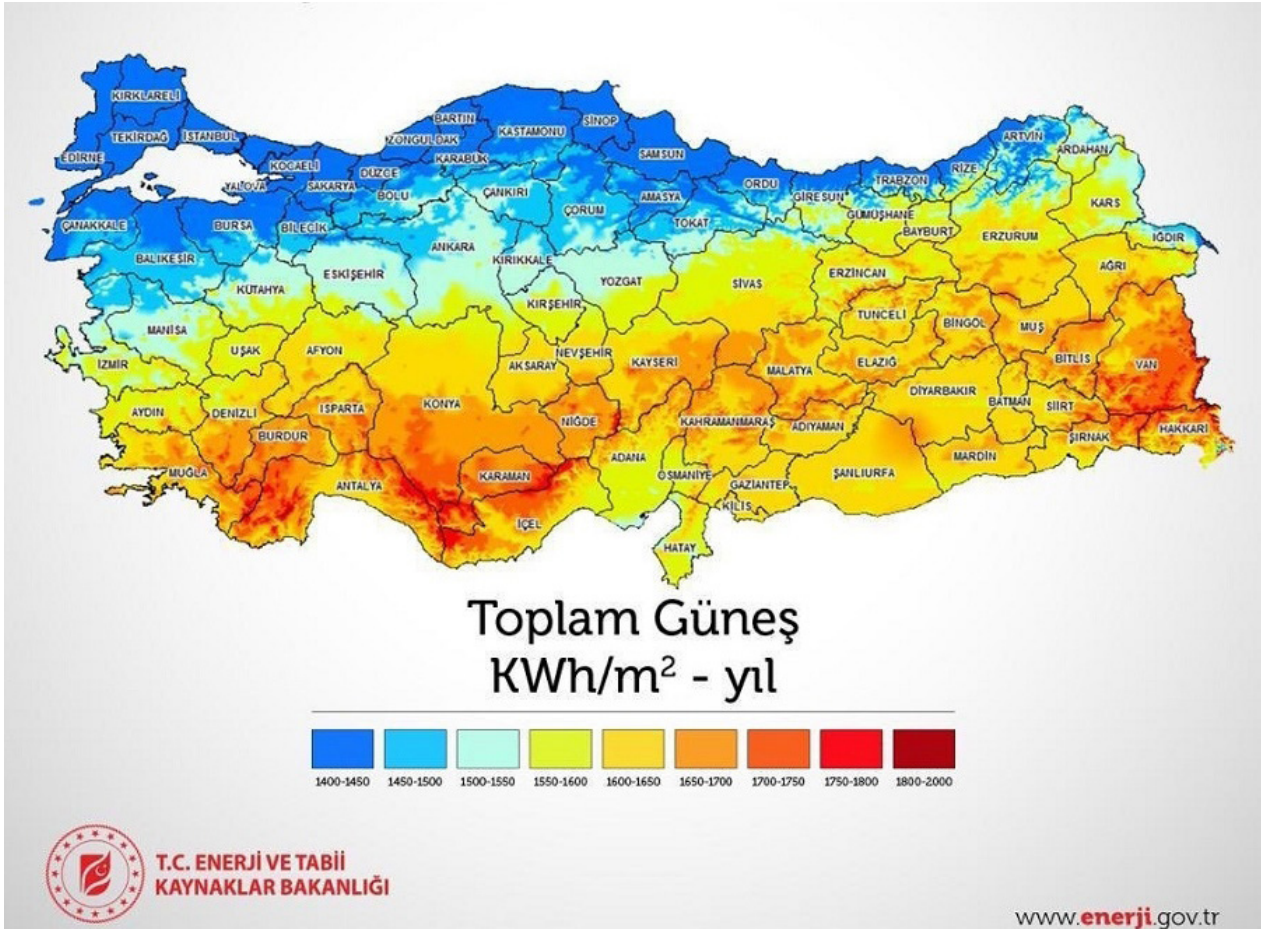 KIRKLARELİ
TEKİRDAĞ
İSTANBUL
EDİRNE
KOCAELİ
YALOVA
SAKARYA
DÜZCE
ZONGULDAK
BARTIN
KASTAMONU
SİNOP
KARABÜK
BOLU
ÇANKIRI
SAMSUN
AMASYA
ÇORUM
TOKAT
ORDU
GİRESUN
TRABZON
RİZE
ARTVİN
ARDAHAN
KARS
GÜMÜŞHANE
BAYBURT
ERZURUM
IĞDIR
AĞRI
ÇANAKKALE
BALIKESİR
BURSA
BİLECİK
ESKİŞEHİR
ANKARA
KIRIKKALE
KÜTAHYA
YOZGAT
KIRŞEHİR
SİVAS
ERZİNCAN
TUNCELİ
BİNGÖL
MUŞ
BİTLİS
VAN
MANİSA
İZMİR
UŞAK
AFYON
AKSARAY
NEVŞEHİR
KAYSERİ
MALATYA
ELAZIĞ
DİYARBAKIR
BATMAN
SİİRT
ŞIRNAK
HAKKARİ
AYDIN
DENİZLİ
ISPARTA
BURDUR
KONYA
NİĞDE
KAHRAMANMARAŞ
ADIYAMAN
MARDİN
MUĞLA
ANTALYA
KARAMAN
İÇEL
ADANA
OSMANİYE
GAZİANTEP
KİLİS
ŞANLIURFA
HATAY
Toplam Güneş
KWh/m² - yıl
1400-1450 1450-1500 1500-1550 1550-1600 1600-1650 1650-1700 1700-1750 1750-1800 1800-2000
T.C. ENERJİ VE TABİİ
KAYNAKLAR BAKANLIĞI
www.enerji.gov.tr